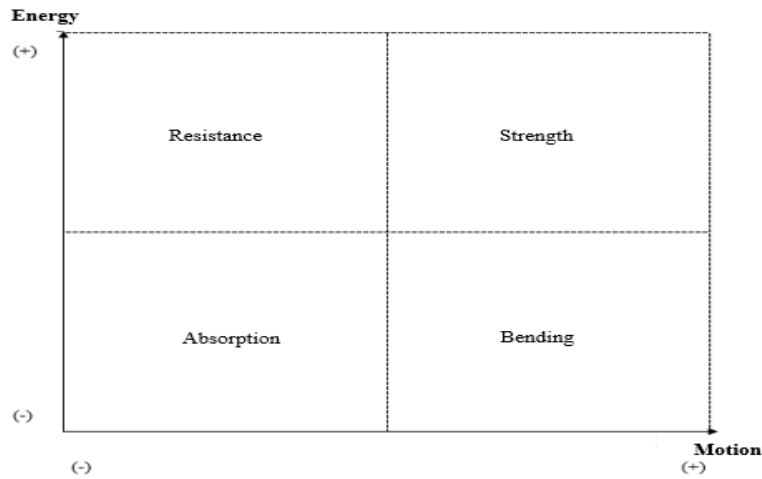 Energy
(+)
Resistance Strength
Absorption Bending
(-)
Motion
(-) (+)